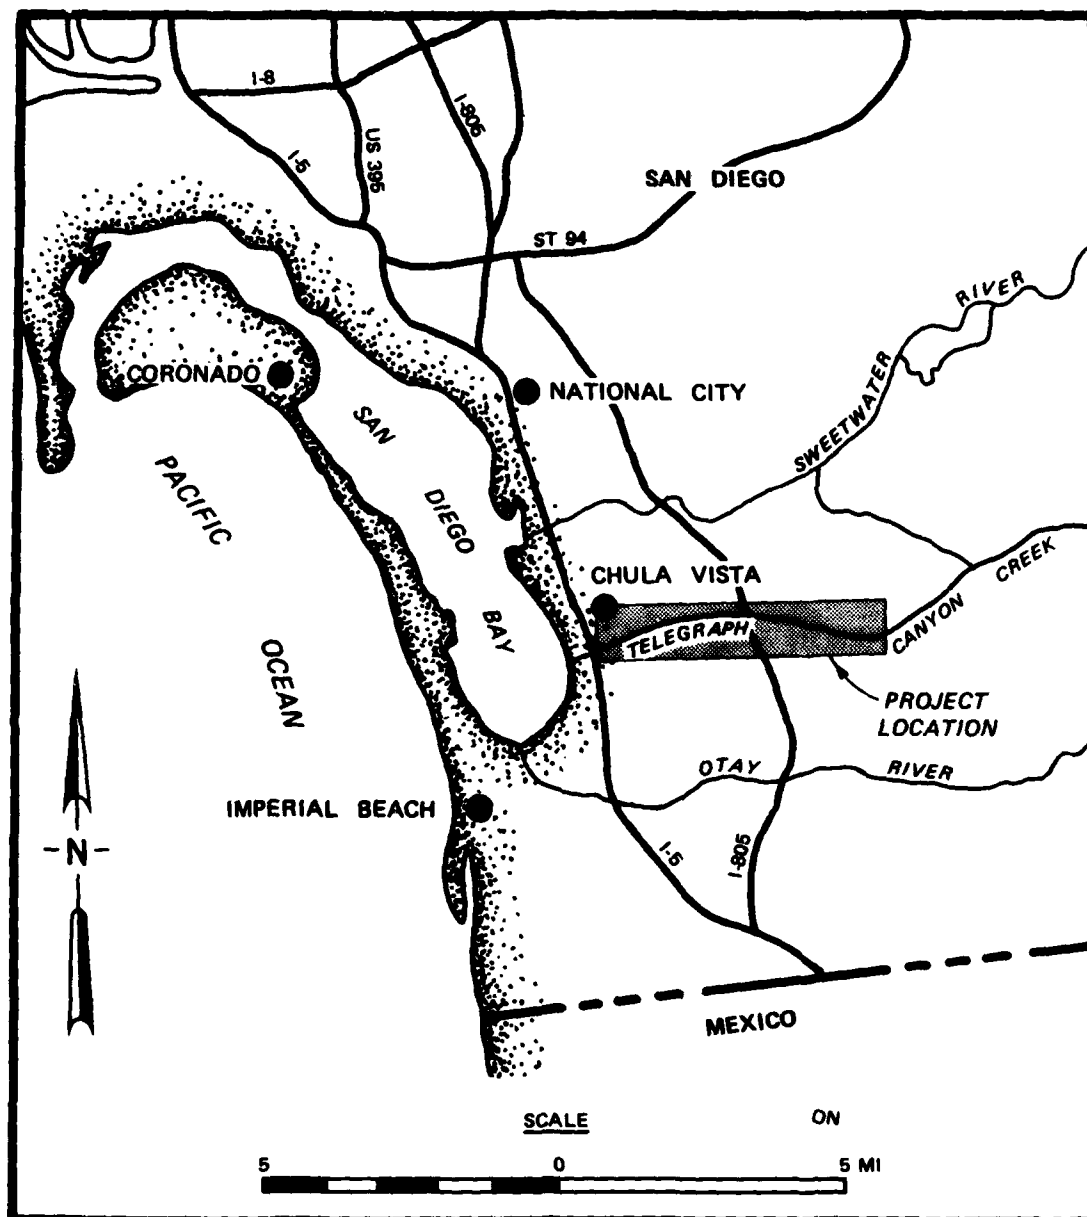 I-8
I-805
US 395
I-5
SAN DIEGO
ST 94
RIVER
SWEETWATER
CORONADO
NATIONAL CITY
SAN
DIEGO
BAY
PACIFIC
OCEAN
CHULA VISTA
TELEGRAPH
CANYON
CREEK
PROJECT
LOCATION
OTAY
RIVER
IMPERIAL BEACH
I-5
I-805
-N-
MEXICO
SCALE
ON
5 0 5 MI